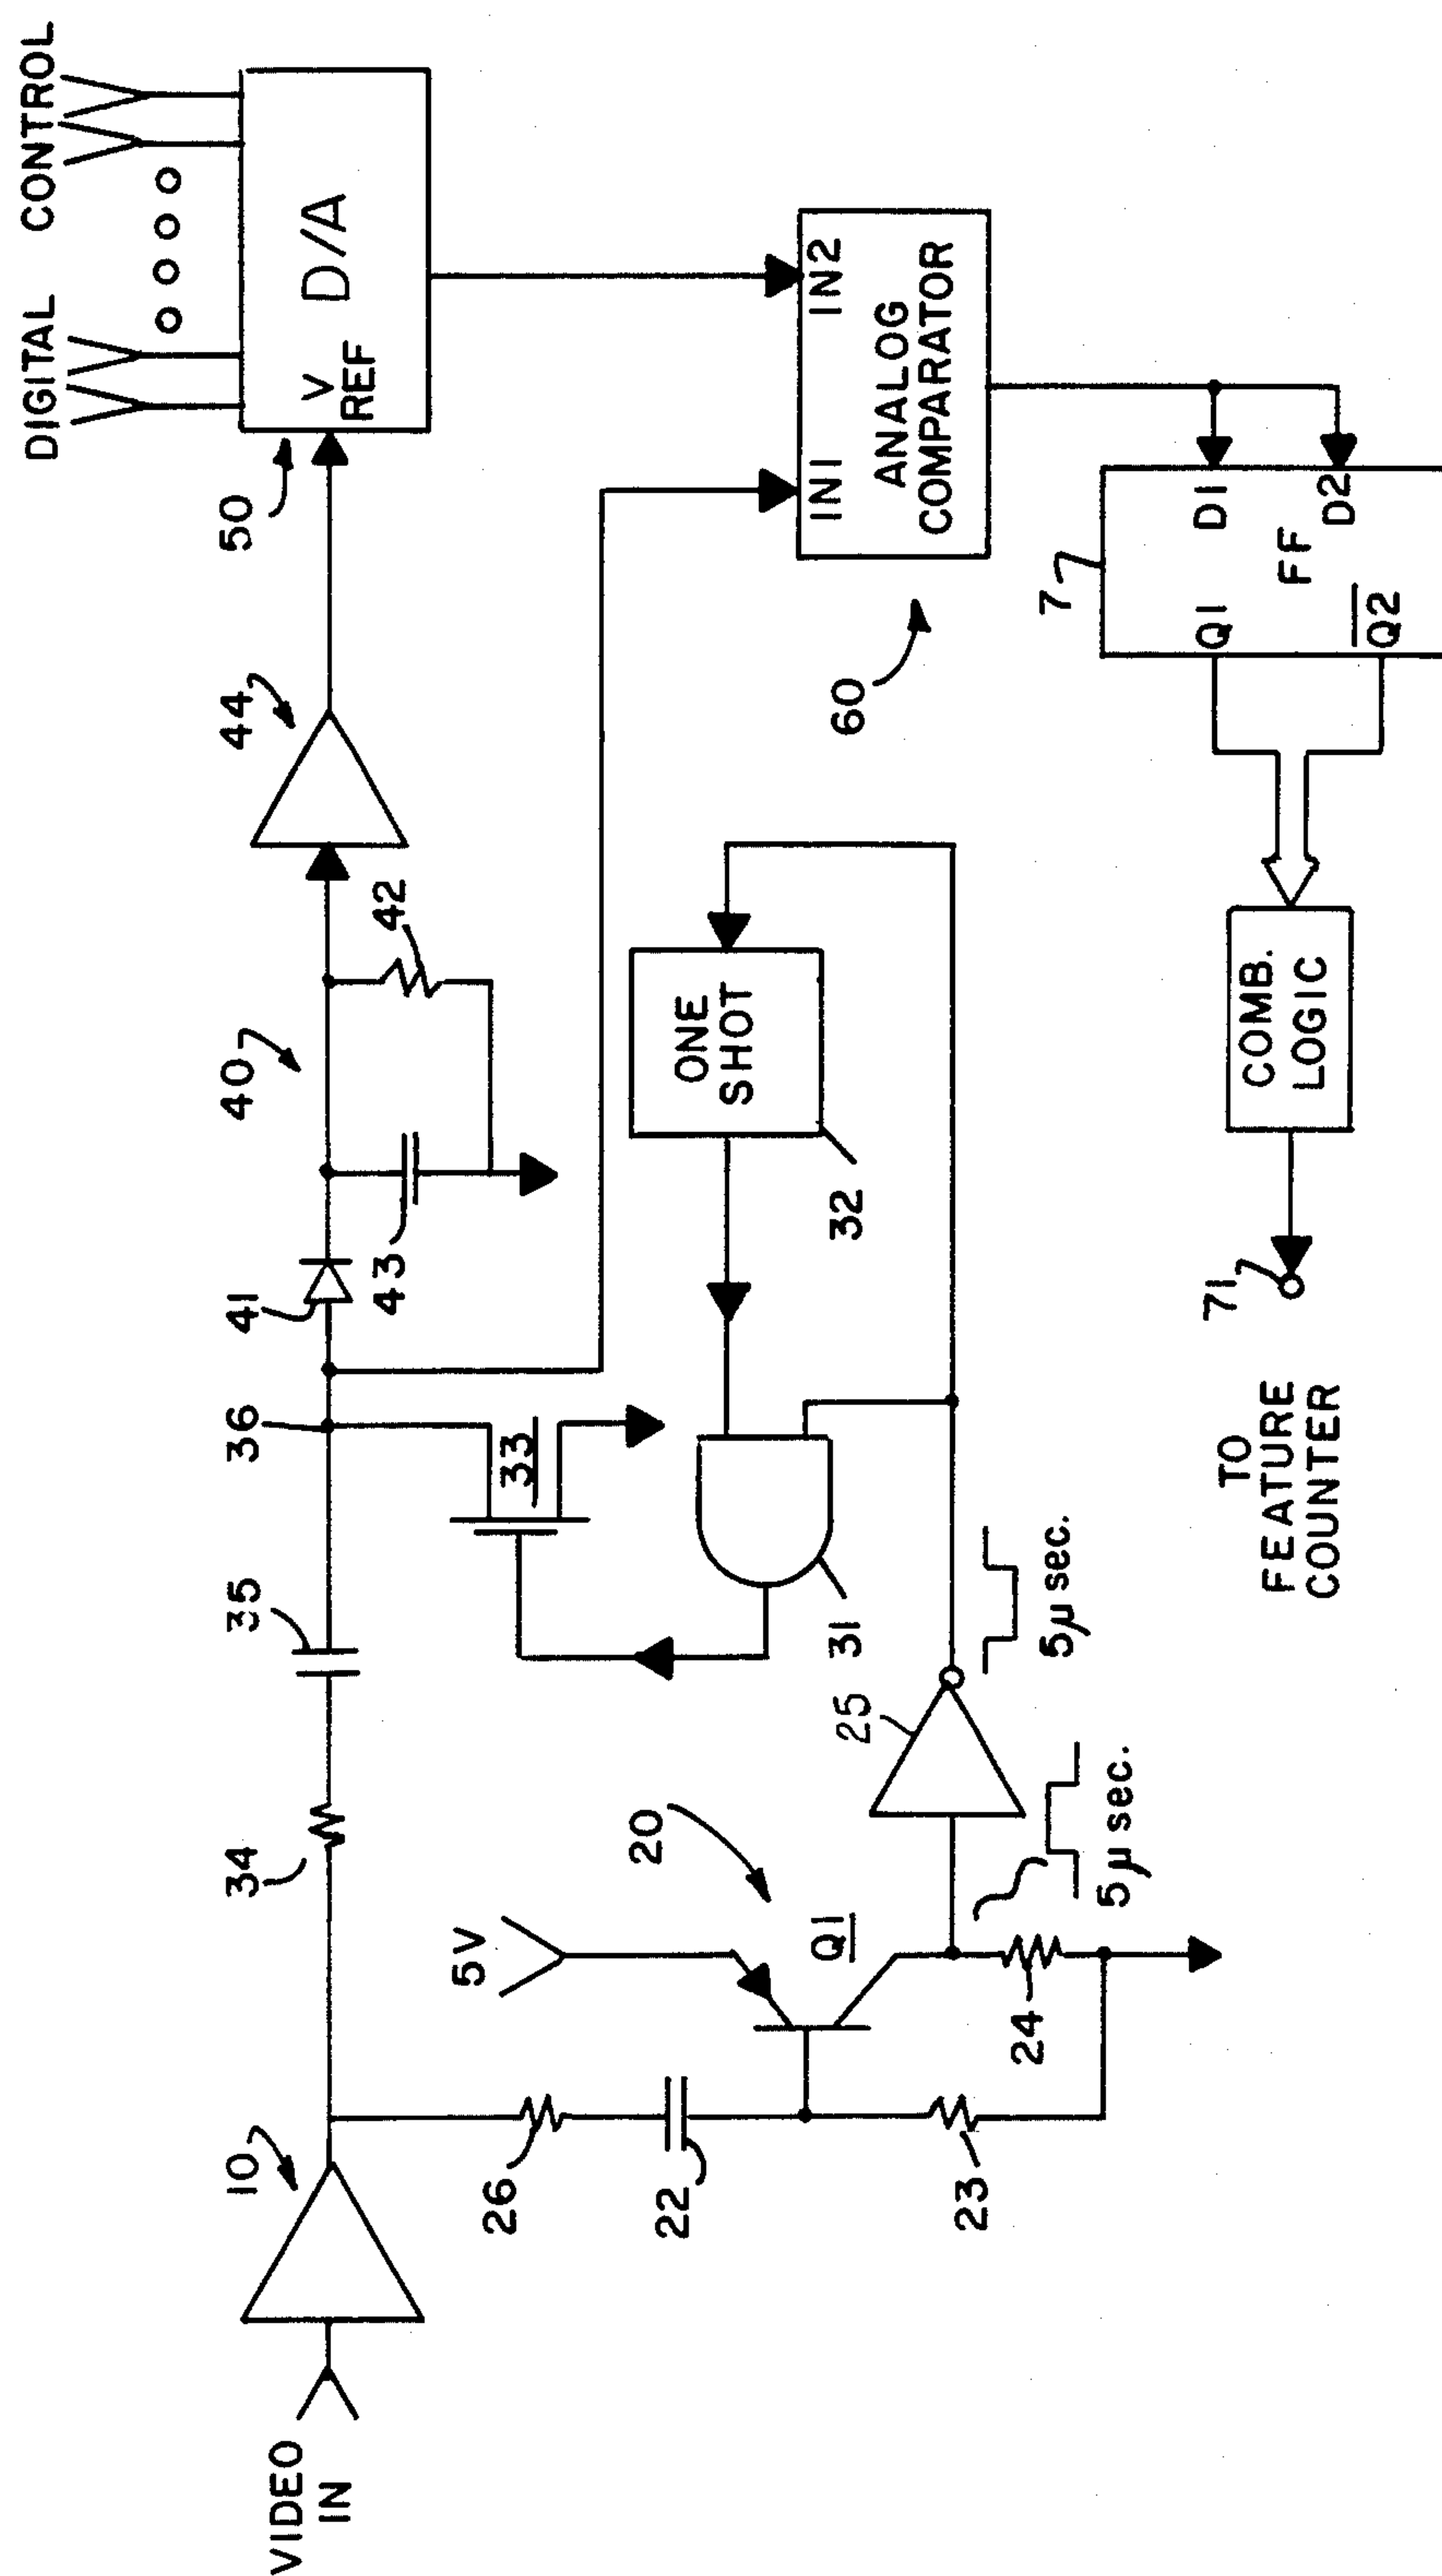 VIDEO
IN
10
34
35
36
41
40
43
42
44
50
DIGITAL CONTROL
V
REF
D/A
26
22
23
5V
Q1
20
24
5μ sec.
25
5μ sec.
31
33
32
ONE
SHOT
60
IN1
IN2
ANALOG
COMPARATOR
7
D1
D2
FF
Q1
Q2
COMB.
LOGIC
71
TO
FEATURE
COUNTER